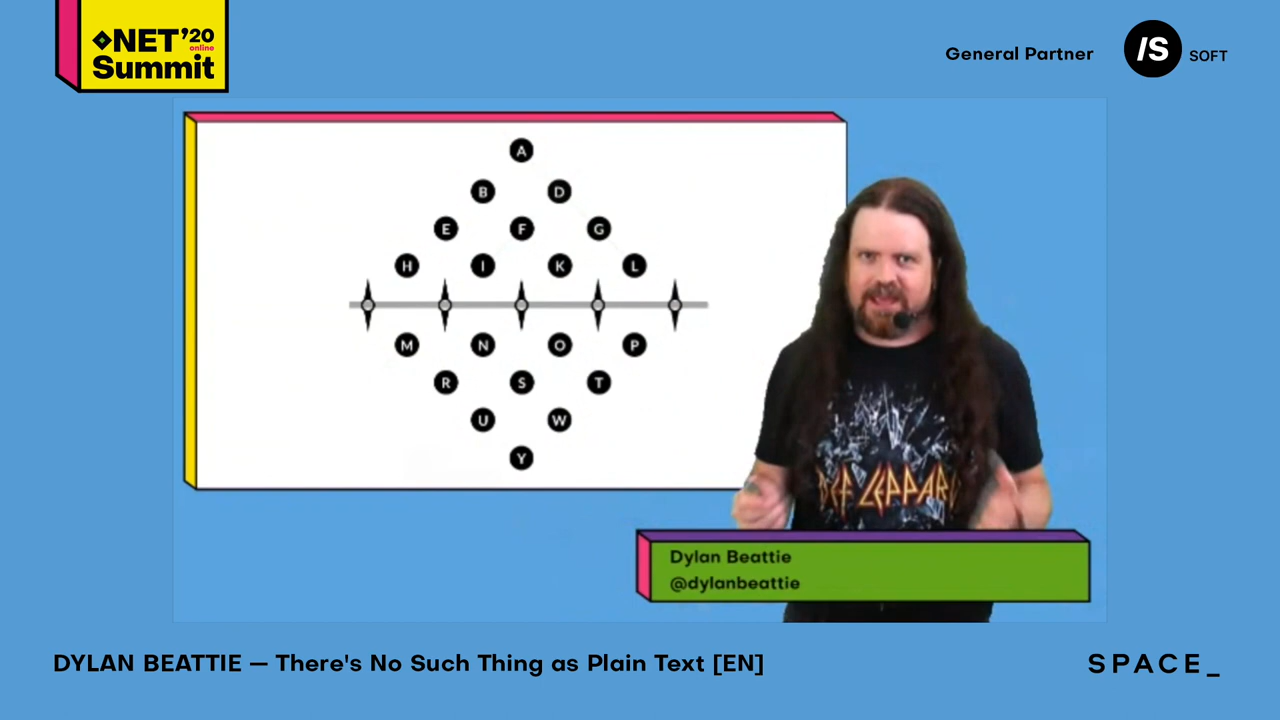 .NET'20
online
Summit
General Partner
/S SOFT
A
B D
E F G
H I K L
M N O P
R S T
U W
Y
DEF LEPPARD
Dylan Beattie
@dylanbeattie
DYLAN BEATTIE — There's No Such Thing as Plain Text [EN]
SPACE_